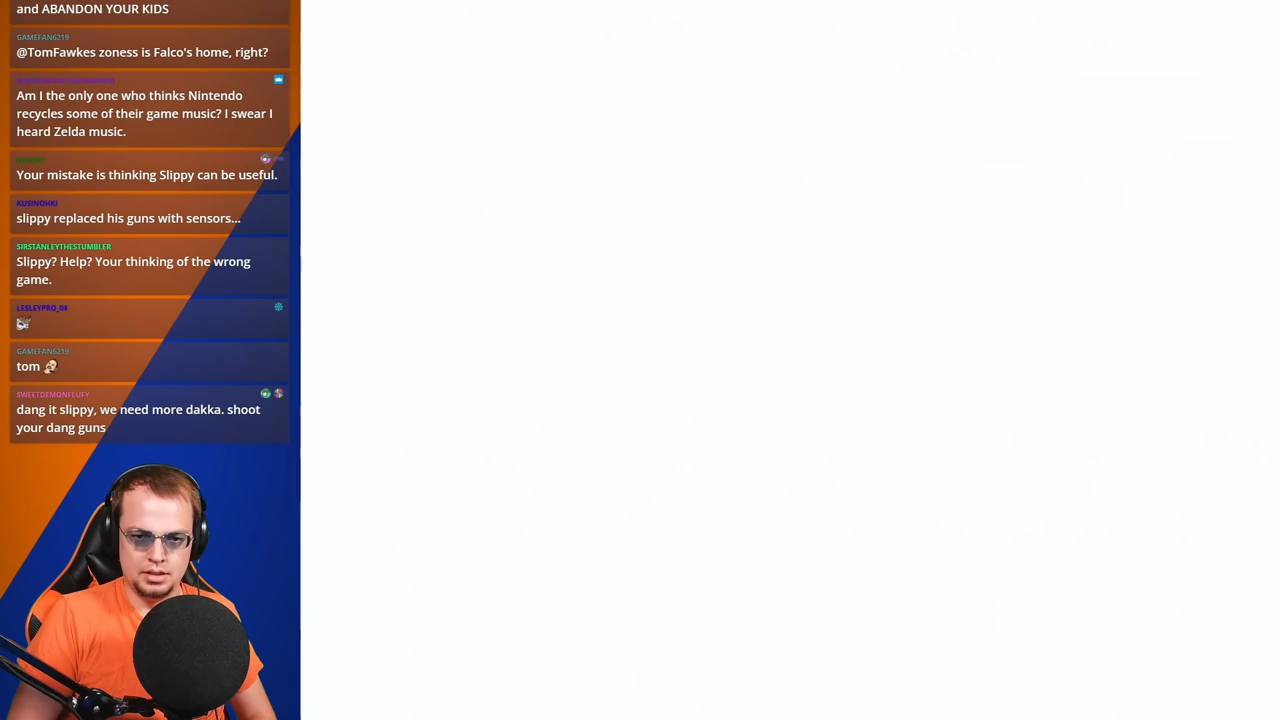 and ABANDON YOUR KIDS
GAMEFAN6219
@TomFawkes zoness is Falco's home, right?
Am I the only one who thinks Nintendo
recycles some of their game music? I swear I
heard Zelda music.
Your mistake is thinking Slippy can be useful.
KUSINOHKI
slippy replaced his guns with sensors...
SIRSTANLEYTHESTUMBLER
Slippy? Help? Your thinking of the wrong
game.
LESLEYPRO_04
GAMEFAN6219
tom
SWEETDEMONFLUFY
dang it slippy, we need more dakka. shoot
your dang guns